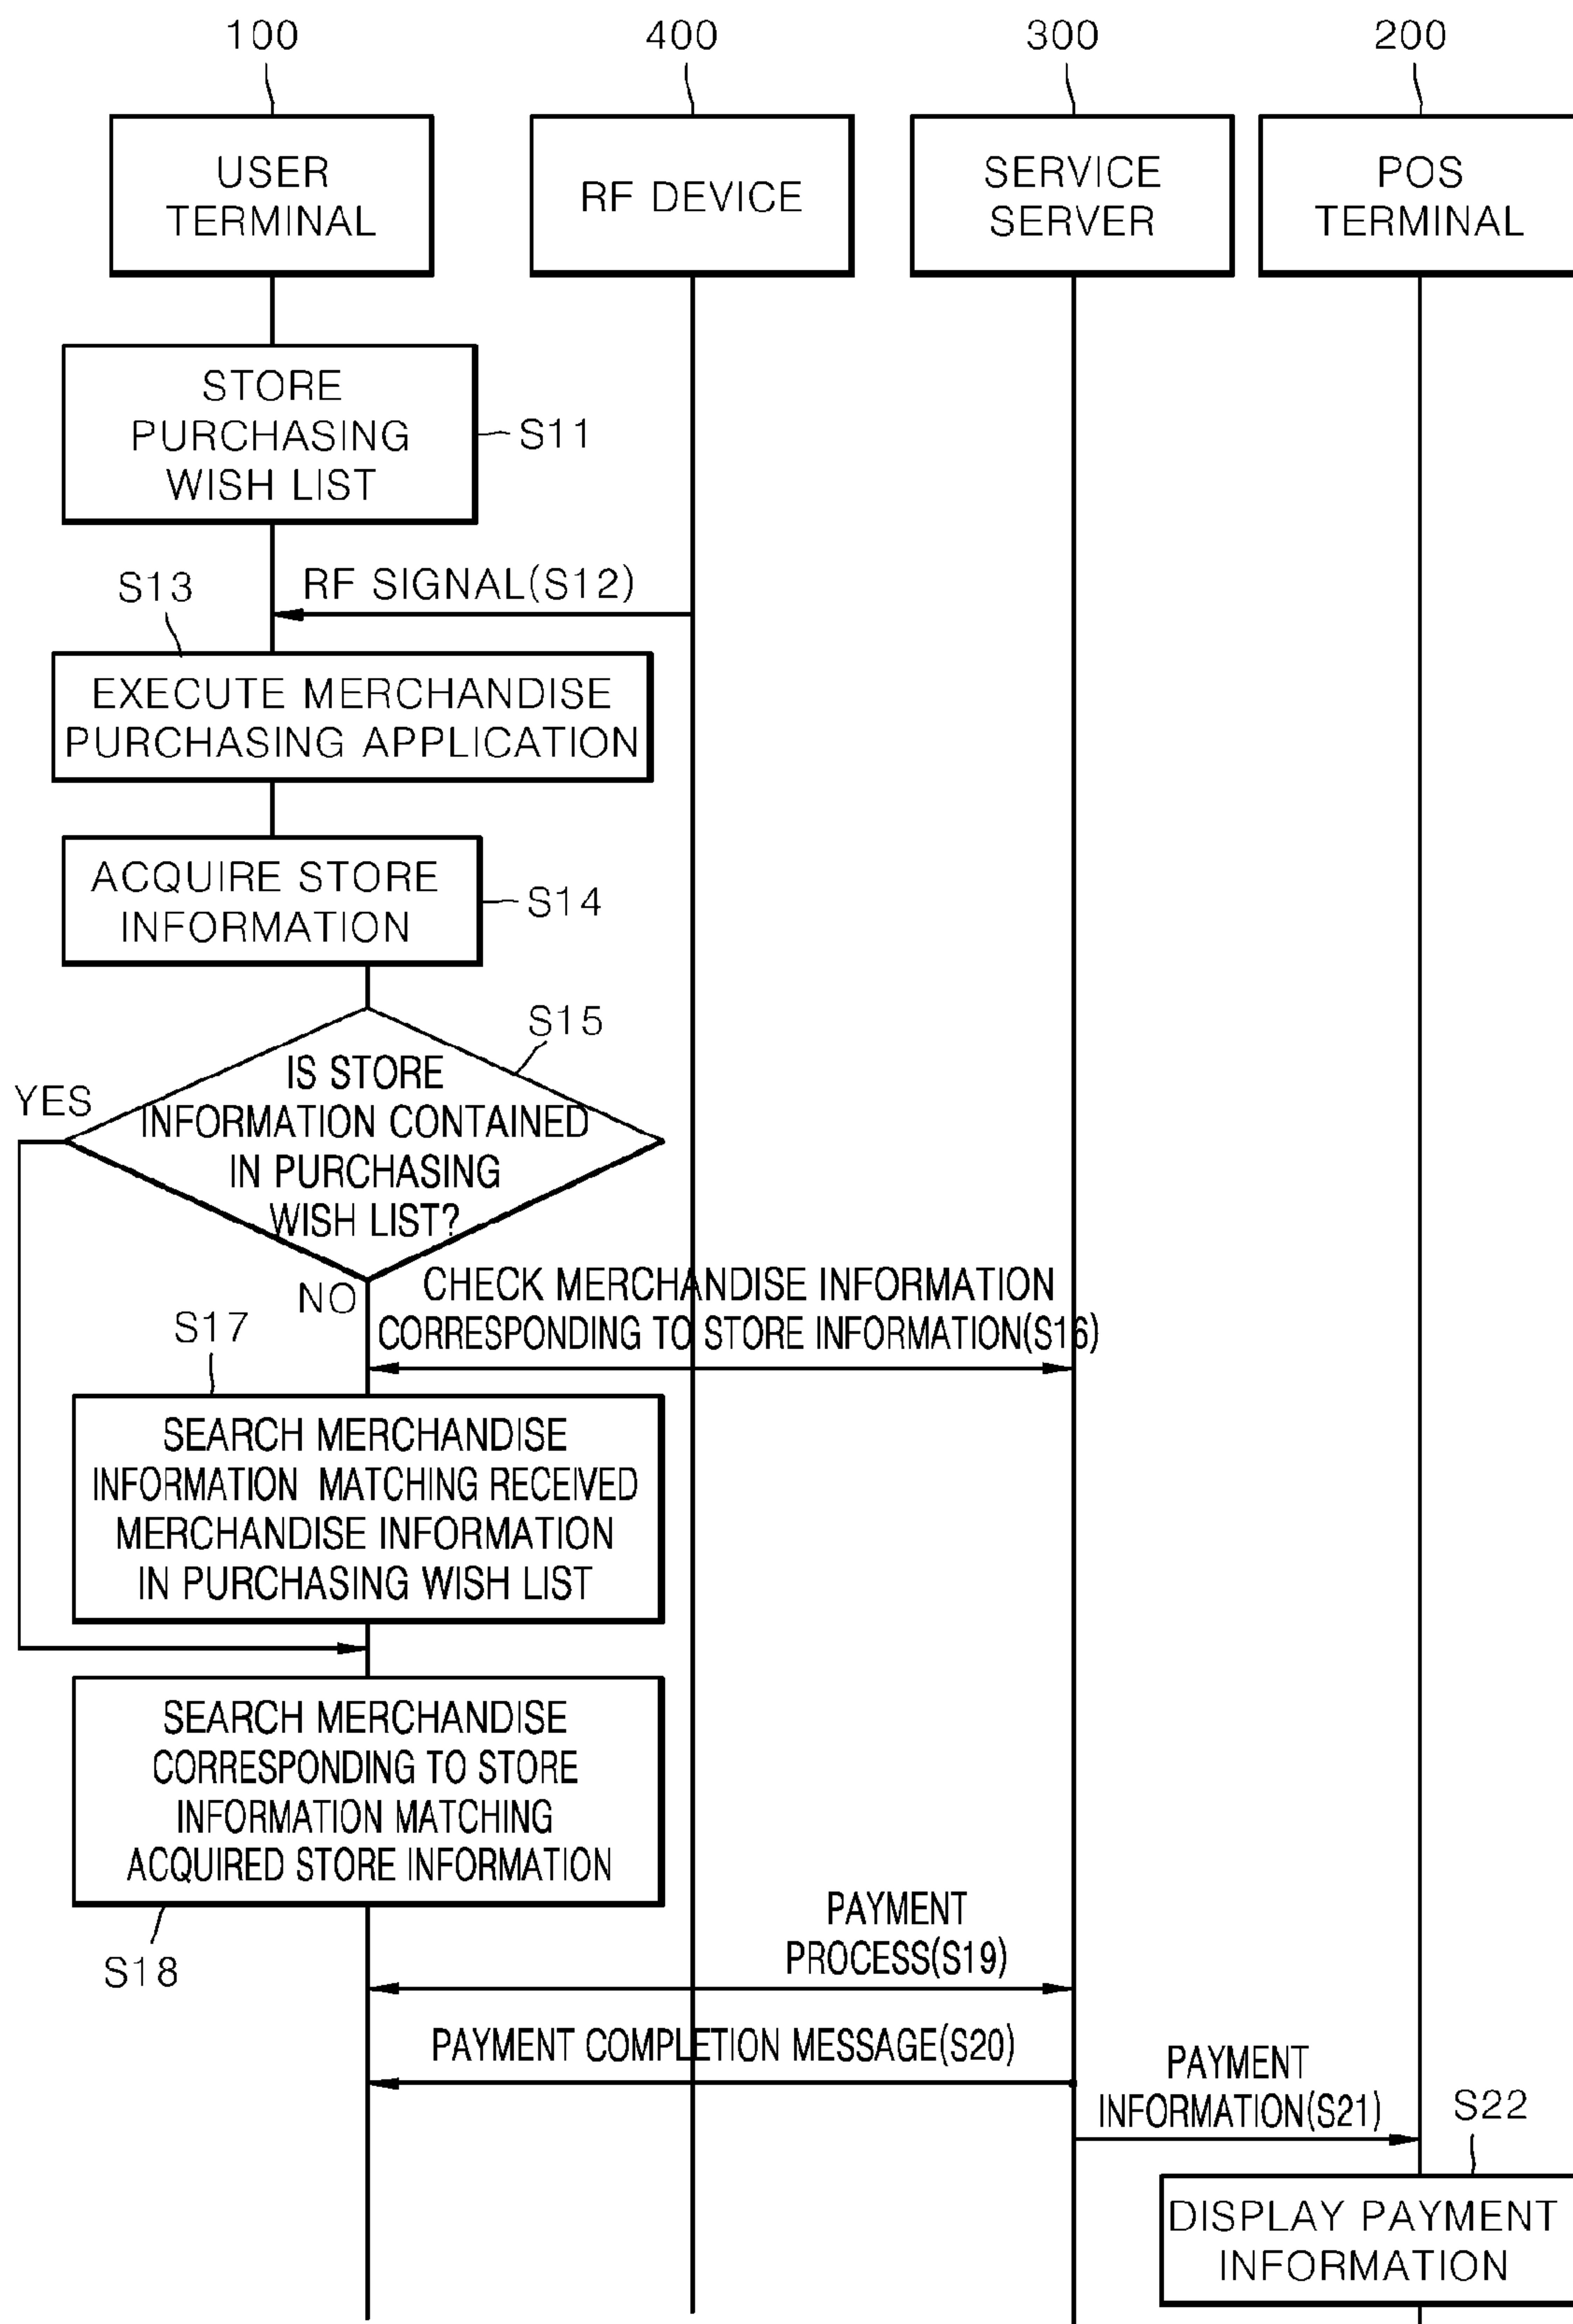 100
400
300
200
USER
TERMINAL
RF DEVICE
SERVICE
SERVER
POS
TERMINAL
STORE
PURCHASING
WISH LIST
S11
RF SIGNAL(S12)
S13
EXECUTE MERCHANDISE
PURCHASING APPLICATION
ACQUIRE STORE
INFORMATION
S14
S15
IS STORE
INFORMATION CONTAINED
IN PURCHASING
WISH LIST?
YES
NO
CHECK MERCHANDISE INFORMATION
CORRESPONDING TO STORE INFORMATION(S16)
S17
SEARCH MERCHANDISE
INFORMATION MATCHING RECEIVED
MERCHANDISE INFORMATION
IN PURCHASING WISH LIST
SEARCH MERCHANDISE
CORRESPONDING TO STORE
INFORMATION MATCHING
ACQUIRED STORE INFORMATION
S18
PAYMENT
PROCESS(S19)
PAYMENT COMPLETION MESSAGE(S20)
PAYMENT
INFORMATION(S21)
S22
DISPLAY PAYMENT
INFORMATION